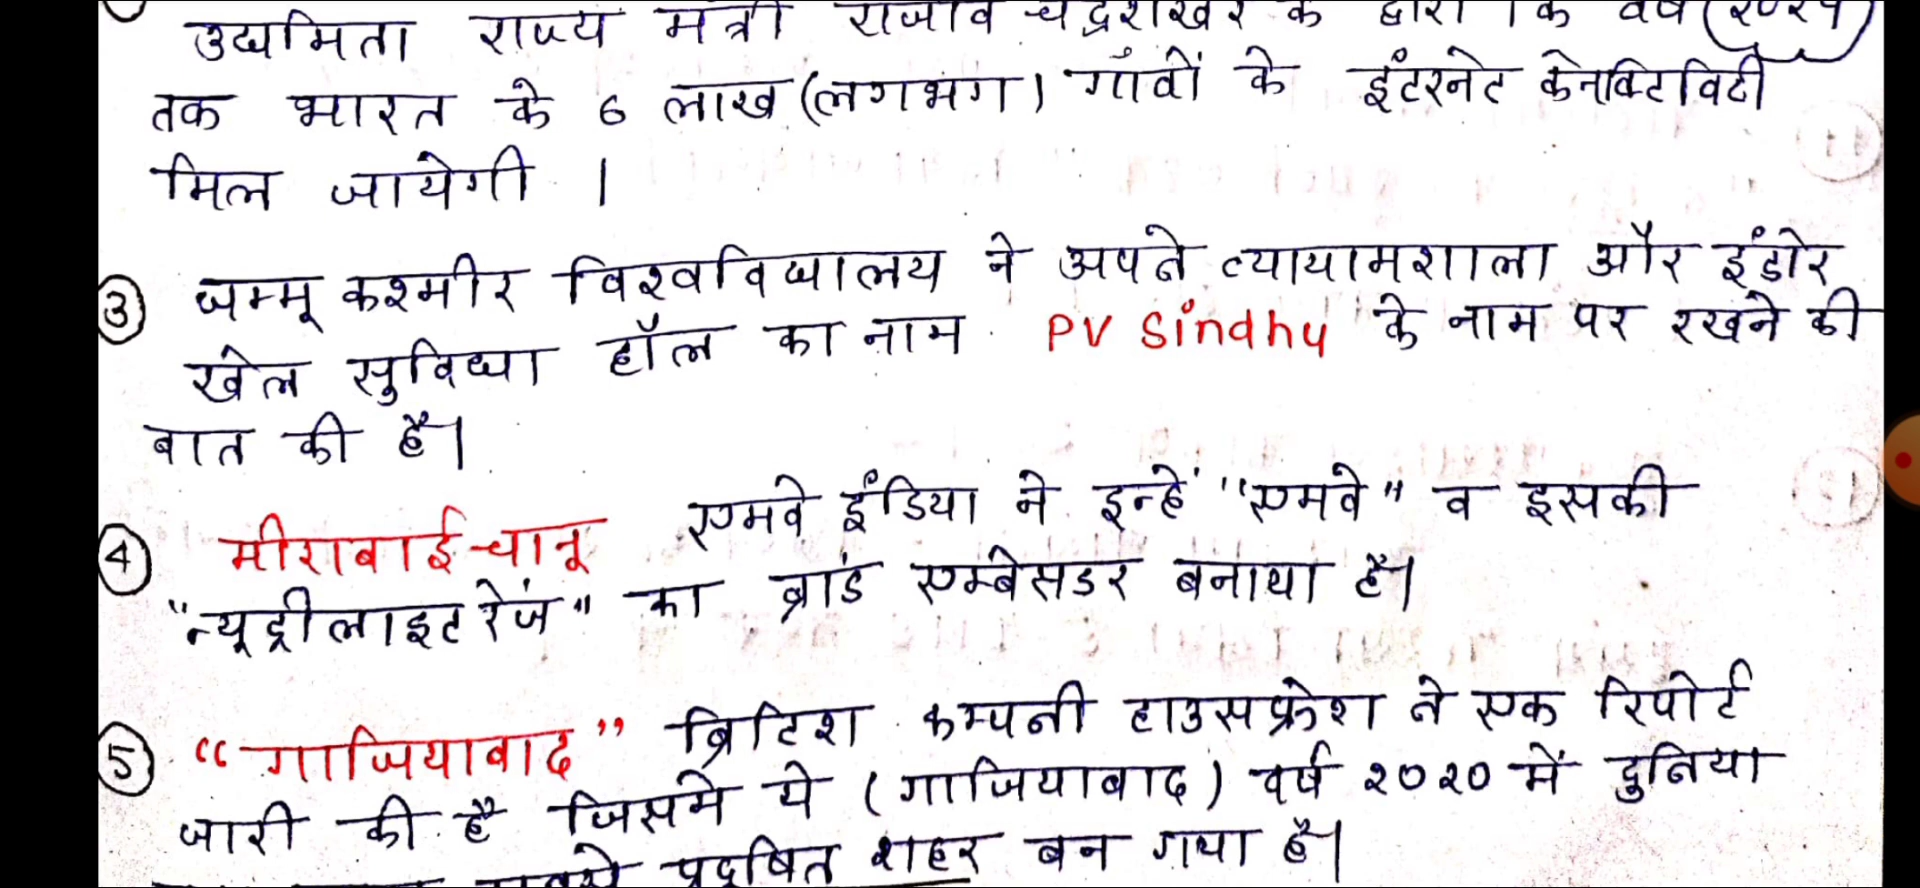 उद्यमिता राज्य मंत्री राजीव चंद्रशेखर के द्वारा कि वर्ष
तक भारत के 6 लाख (लगभग) गाँवों के इंटरनेट कनेक्टिविटी
मिल जायेगी ।
③ जम्मू कश्मीर विश्वविद्यालय ने अपने व्यायामशाला और इंडोर
खेल सुविधा हॉल का नाम PV Sindhu के नाम पर रखने की
बात की है।
④ मीराबाई चानू एमवे इंडिया ने इन्हें "एमवे" व इसकी
"न्यूट्रीलाइट रेंज" का ब्रांड एम्बेसडर बनाया है।
⑤ "गाजियाबाद" ब्रिटिश कम्पनी हाउसफ्रेश ने एक रिपोर्ट
जारी की है जिसमे ये (गाजियाबाद) वर्ष २०२० में दुनिया
प्रदूषित शहर बन गया है।